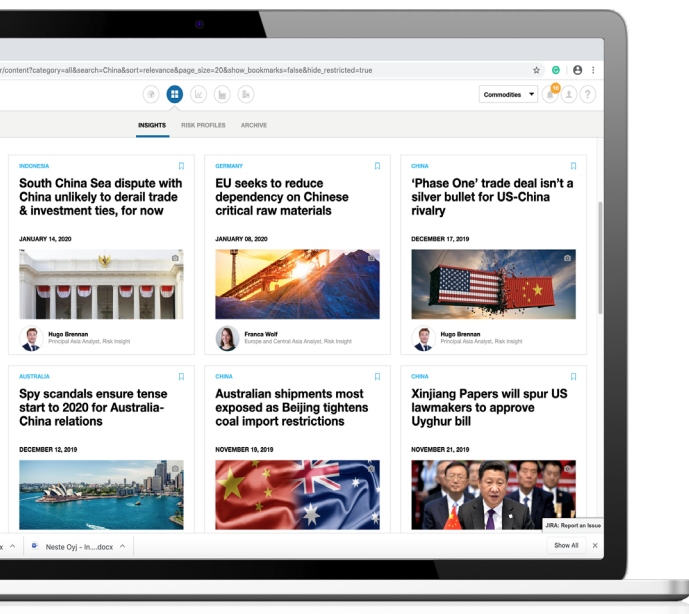 r/content?category=all&search=China&sort=relevance&page_size=20&show_bookmarks=false&hide_restricted=true
Commodities
10
?
INSIGHTS RISK PROFILES ARCHIVE
INDONESIA
South China Sea dispute with
China unlikely to derail trade
& investment ties, for now
JANUARY 14, 2020
Hugo Brennan
Principal Asia Analyst, Risk Insight
GERMANY
EU seeks to reduce
dependency on Chinese
critical raw materials
JANUARY 08, 2020
Franca Wolf
Europe and Central Asia Analyst, Risk Insight
CHINA
‘Phase One’ trade deal isn’t a
silver bullet for US-China
rivalry
DECEMBER 17, 2019
Hugo Brennan
Principal Asia Analyst, Risk Insight
AUSTRALIA
Spy scandals ensure tense
start to 2020 for Australia-
China relations
DECEMBER 12, 2019
CHINA
Australian shipments most
exposed as Beijing tightens
coal import restrictions
NOVEMBER 19, 2019
CHINA
Xinjiang Papers will spur US
lawmakers to approve
Uyghur bill
NOVEMBER 21, 2019
JIRA: Report an Issue
x
Neste Oyj - In....docx
Show All